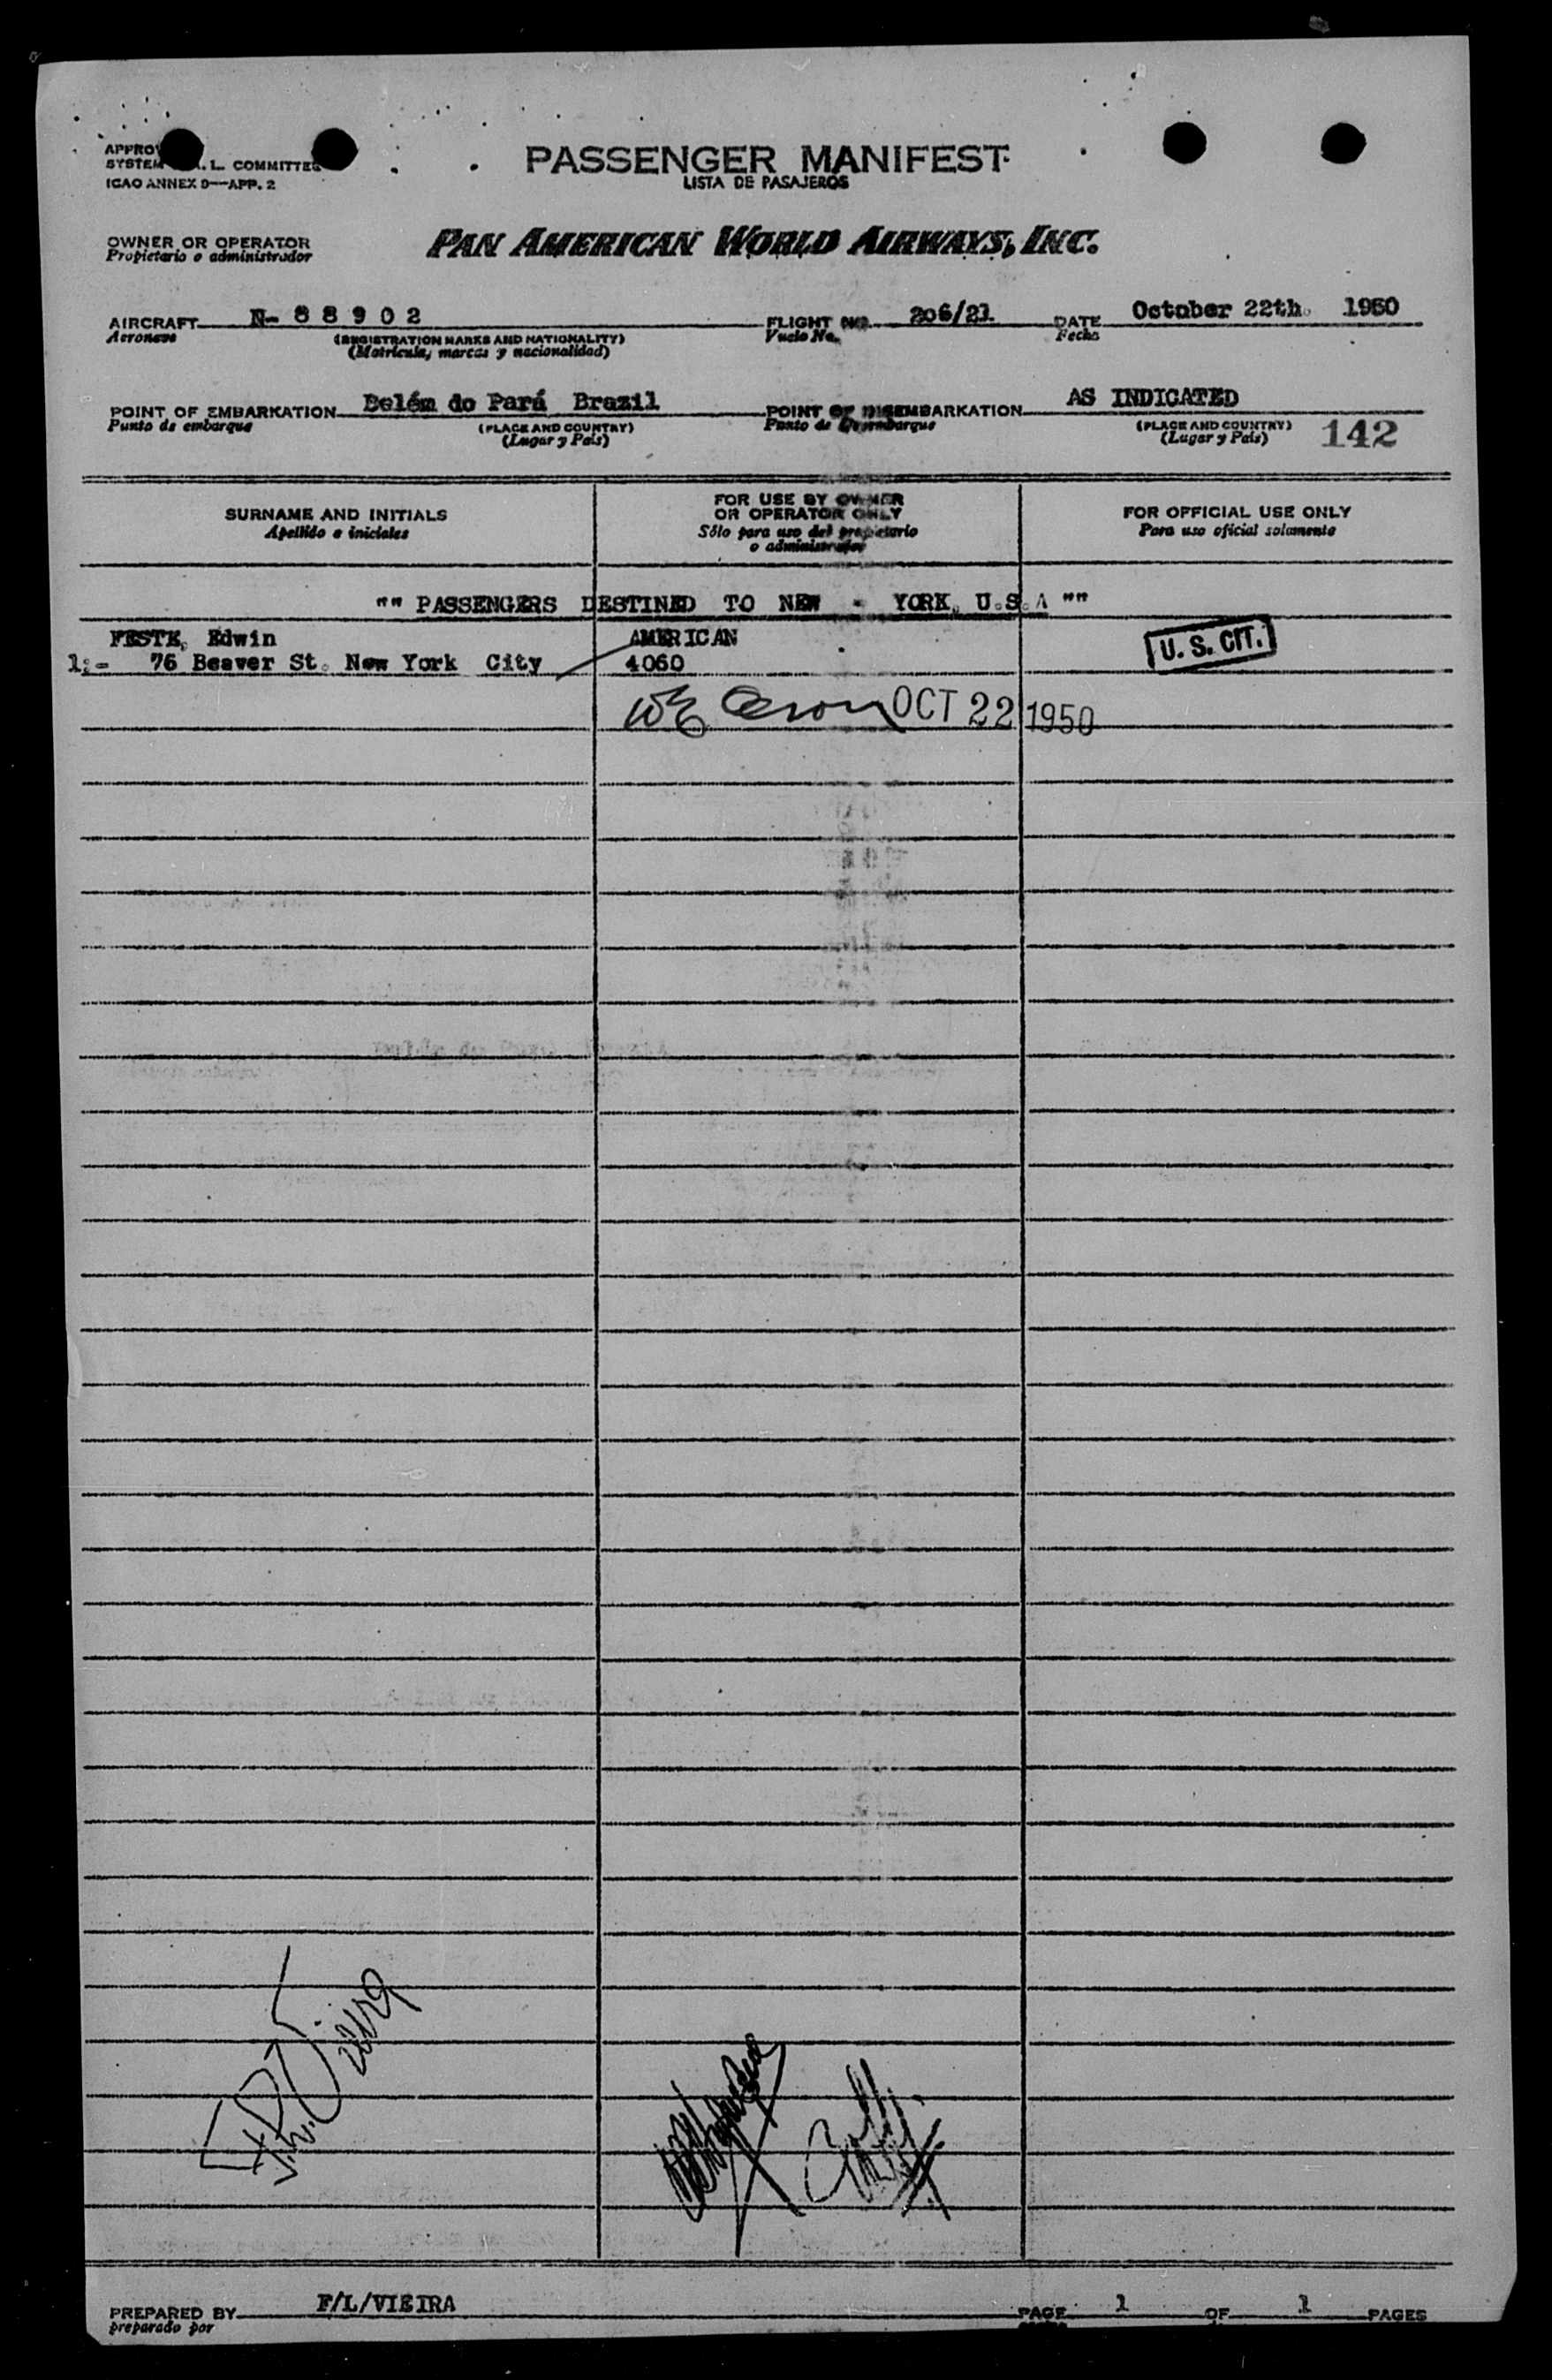 PASSENGER MANIFEST
LISTA DE PASAJEROS
SYSTEM L. COMMITTEE
ICAO ANNEX 9—APP. 2
OWNER OR OPERATOR PAN AMERICAN WORLD AIRWAYS, INC.
Propietario o administrador
AIRCRAFT N- 8 8 9 0 2 FLIGHT NO. 206/21 DATE October 22th. 1950
Aeronave (REGISTRATION MARKS AND NATIONALITY) Vuelo No. Fecha
(Matrícula, marcas y nacionalidad)
POINT OF EMBARKATION Belém do Pará Brazil POINT OF DISEMBARKATION AS INDICATED
Punto de embarque (PLACE AND COUNTRY) Punto de Desembarque (PLACE AND COUNTRY)
(Lugar y País) (Lugar y País) 142
SURNAME AND INITIALS
Apellido e iniciales
FOR USE BY OWNER
OR OPERATOR ONLY
Sólo para uso del propietario
o administrador
FOR OFFICIAL USE ONLY
Para uso oficial solamente
"" PASSENGERS DESTINED TO NEW - YORK, U.S.A ""
FESTE, Edwin AMERICAN U. S. CIT.
1:- 76 Beaver St. New York City 4060
OCT 22 1950
Vieira
PREPARED BY F/L/VIEIRA PAGE 1 OF 1 PAGES
preparado por